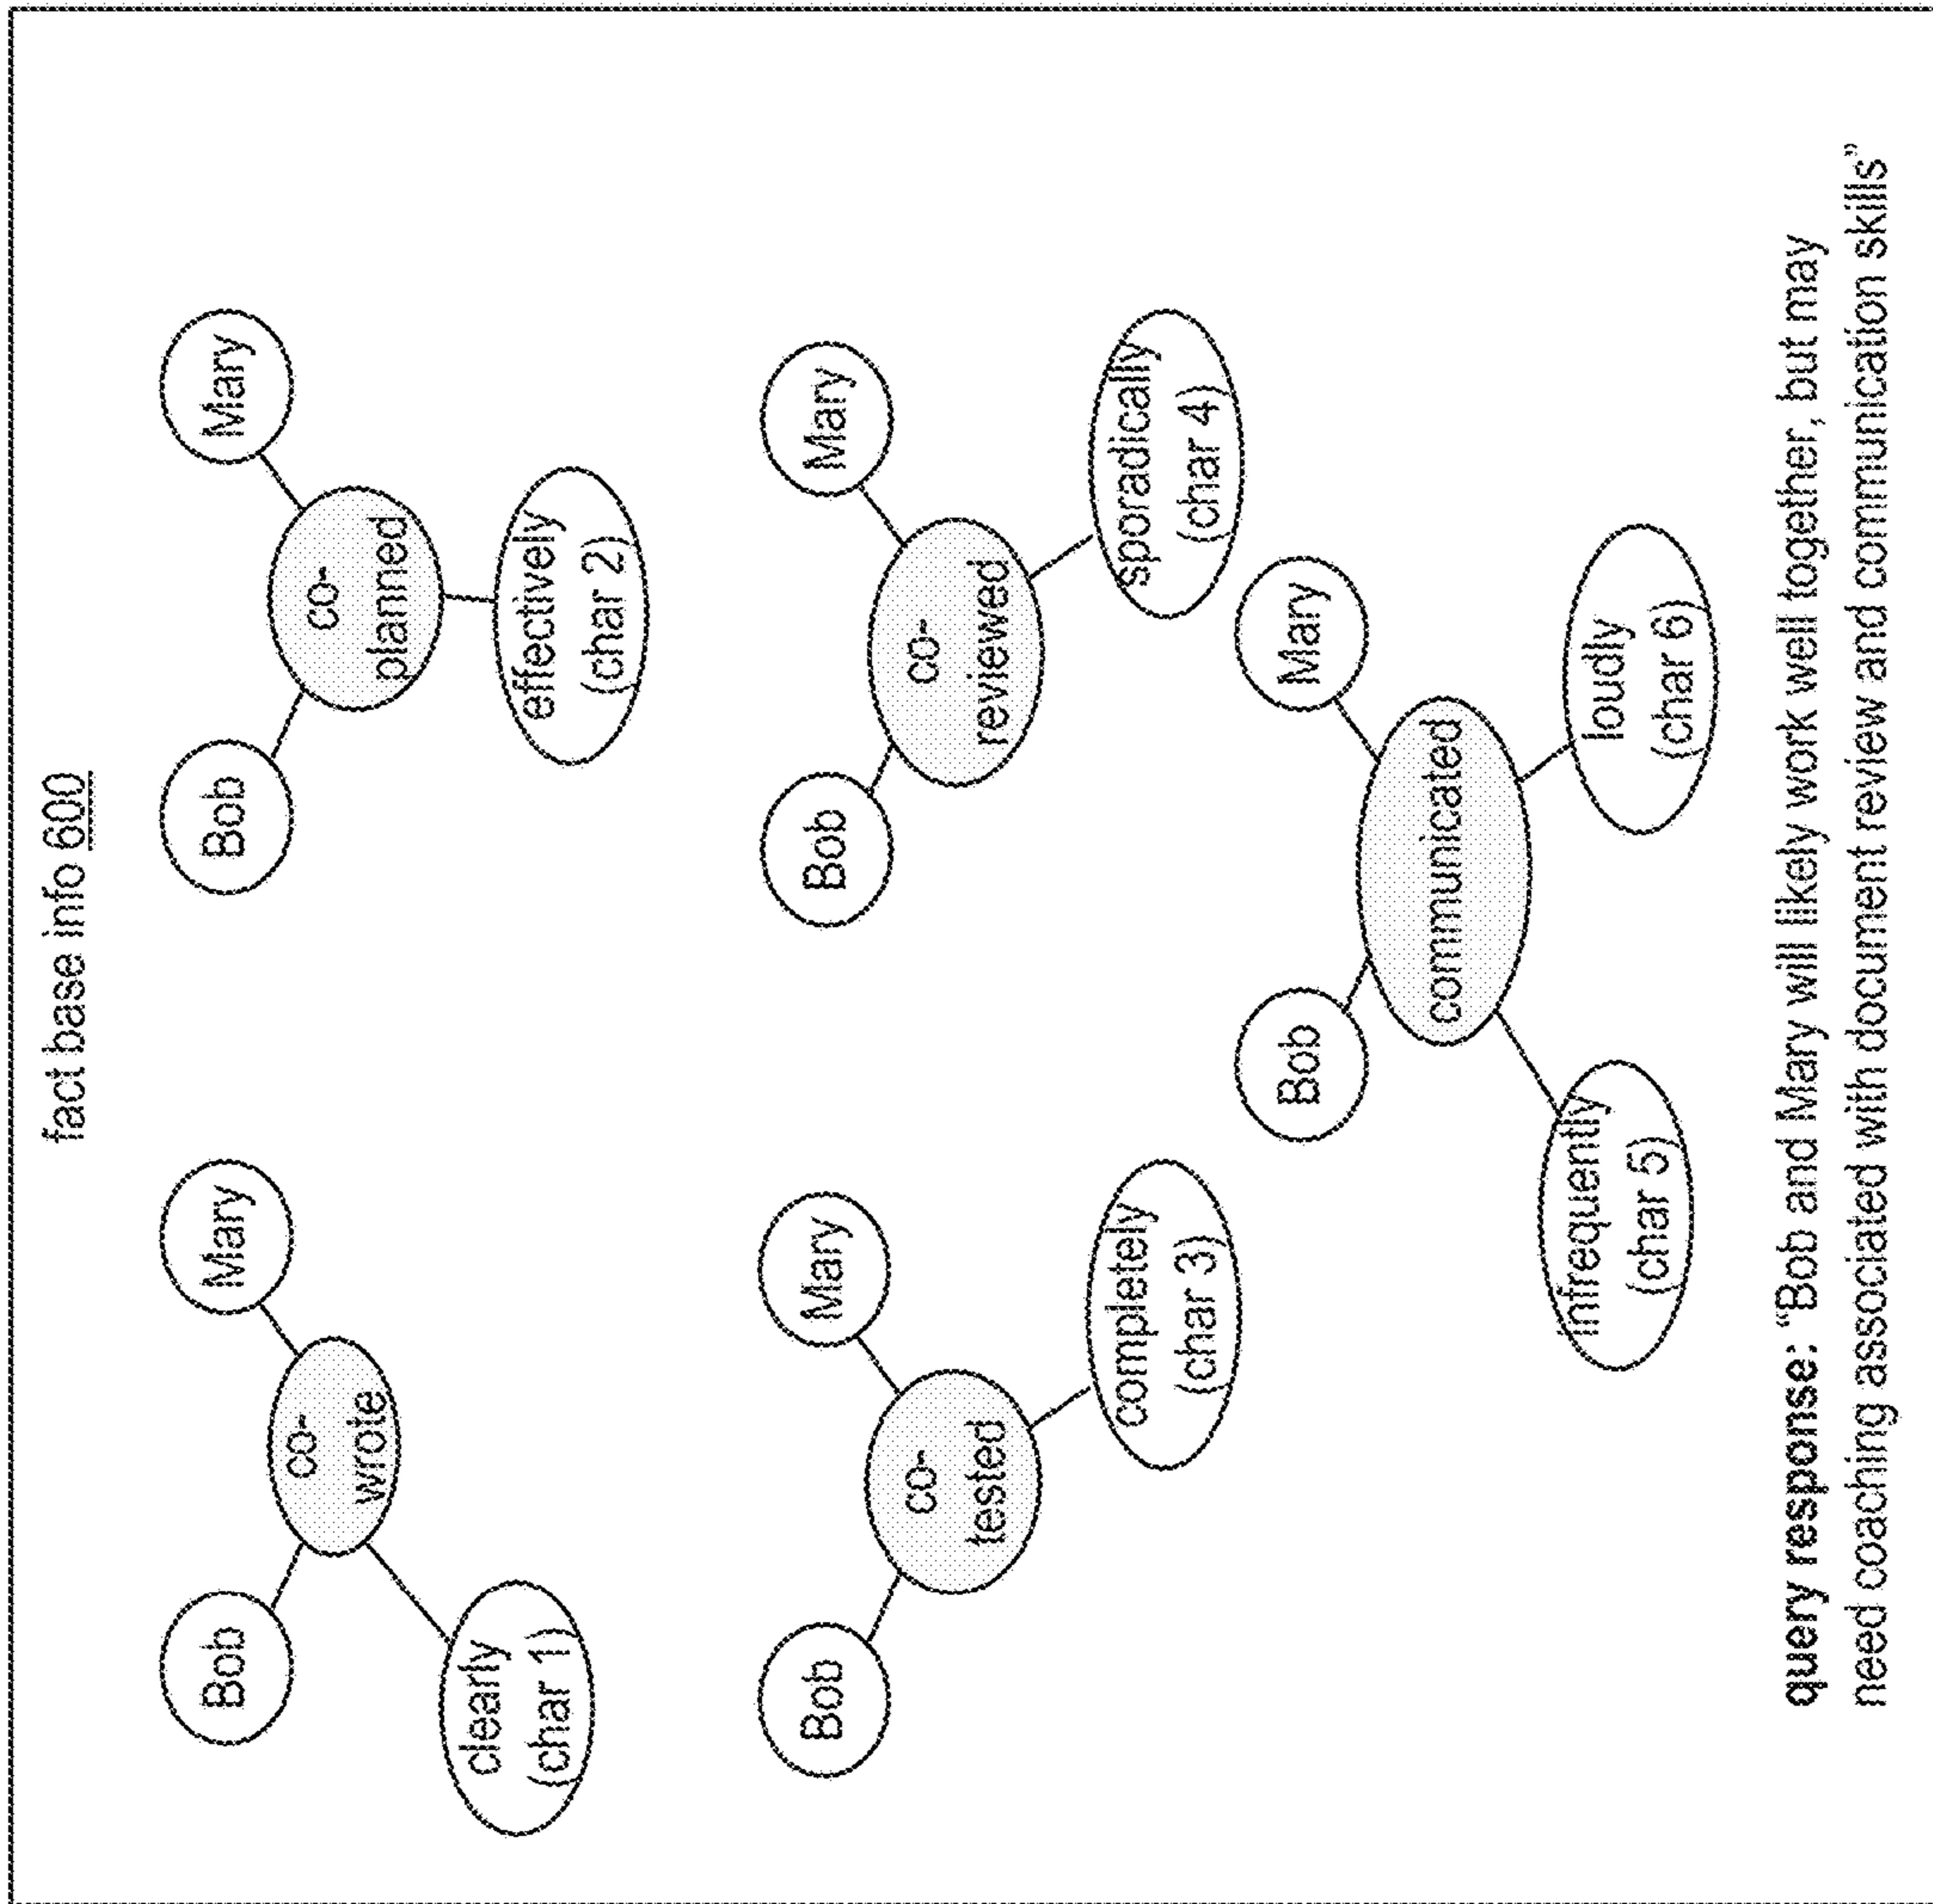 fact base info 600
Bob
Mary
co-
wrote
clearly
(char 1)
Bob
Mary
co-
planned
effectively
(char 2)
Bob
Mary
co-
tested
completely
(char 3)
Bob
Mary
co-
reviewed
sporadically
(char 4)
Bob
Mary
communicated
infrequently
(char 5)
loudly
(char 6)
query response: “Bob and Mary will likely work well together, but may
need coaching associated with document review and communication skills”